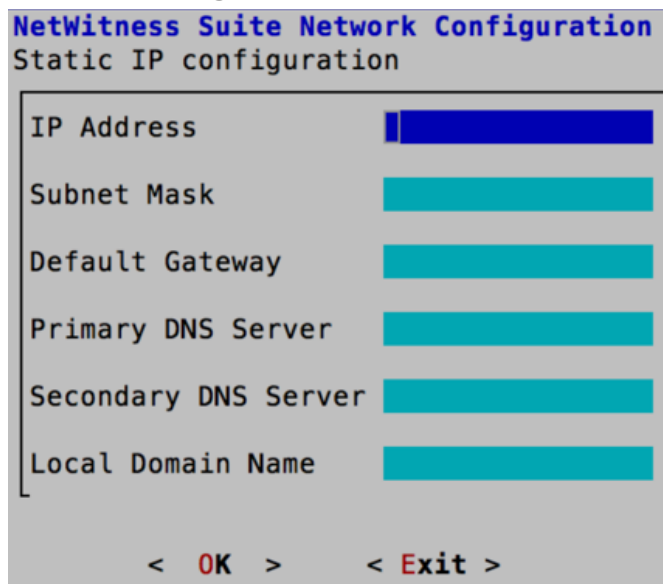 NetWitness Suite Network Configuration
Static IP configuration
IP Address
Subnet Mask
Default Gateway
Primary DNS Server
Secondary DNS Server
Local Domain Name
< OK > < Exit >